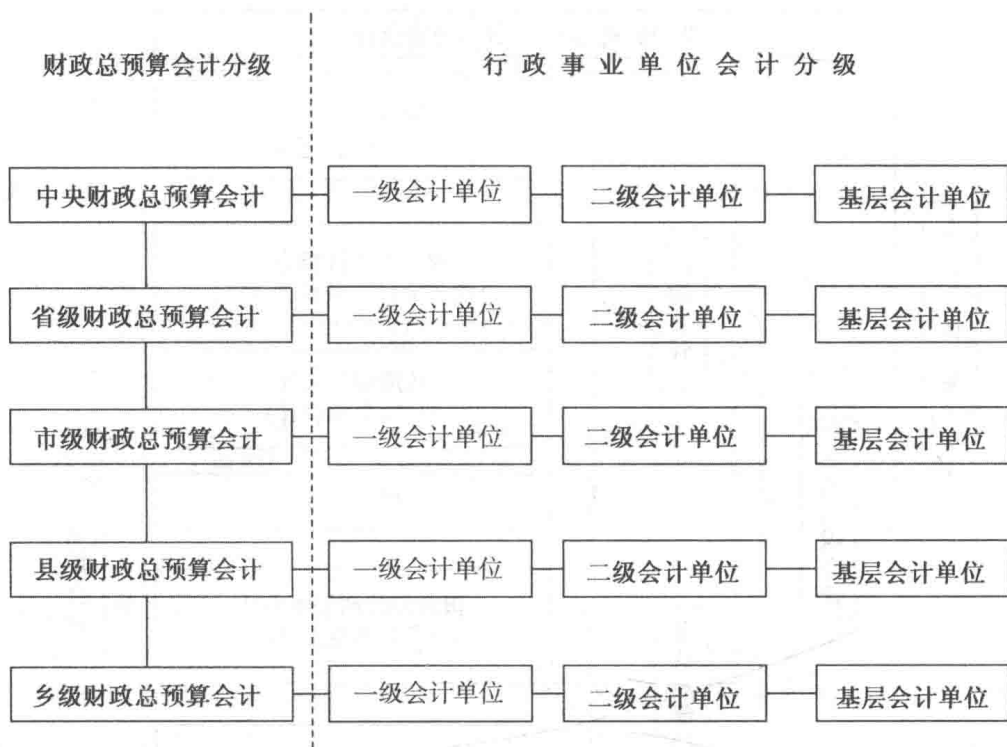 财政总预算会计分级 行政事业单位会计分级
中央财政总预算会计 一级会计单位 二级会计单位 基层会计单位
省级财政总预算会计 一级会计单位 二级会计单位 基层会计单位
市级财政总预算会计 一级会计单位 二级会计单位 基层会计单位
县级财政总预算会计 一级会计单位 二级会计单位 基层会计单位
乡级财政总预算会计 一级会计单位 二级会计单位 基层会计单位